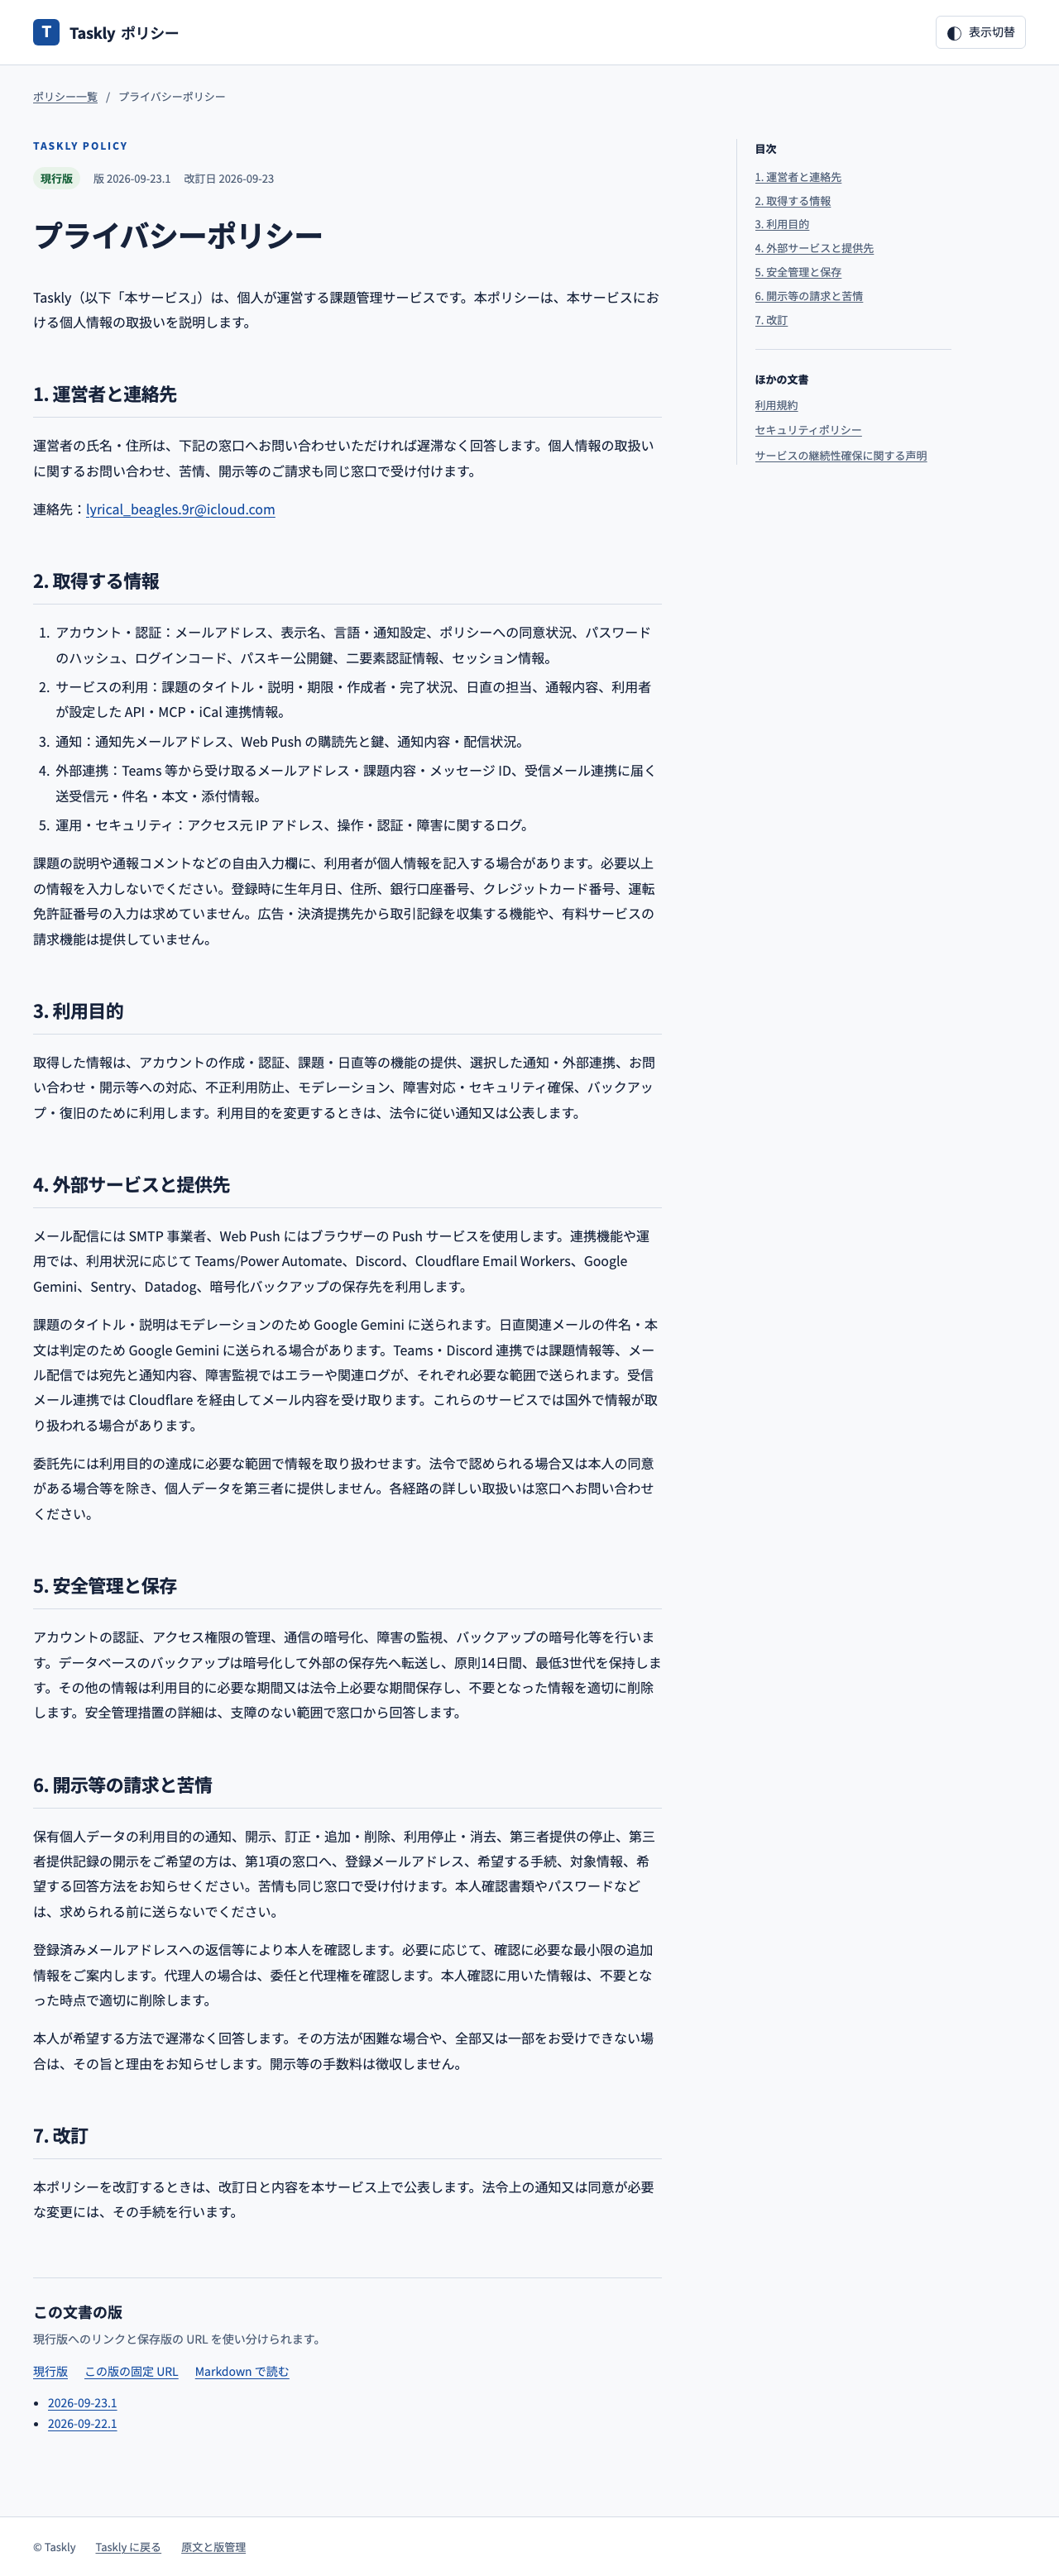 T Taskly ポリシー
表示切替
ポリシー一覧 / プライバシーポリシー
TASKLY POLICY
現行版 版 2026-09-23.1 改訂日 2026-09-23
プライバシーポリシー
Taskly（以下「本サービス」）は、個人が運営する課題管理サービスです。本ポリシーは、本サービスにお
ける個人情報の取扱いを説明します。
1. 運営者と連絡先
運営者の氏名・住所は、下記の窓口へお問い合わせいただければ遅滞なく回答します。個人情報の取扱い
に関するお問い合わせ、苦情、開示等のご請求も同じ窓口で受け付けます。
連絡先：lyrical_beagles.9r@icloud.com
2. 取得する情報
1. アカウント・認証：メールアドレス、表示名、言語・通知設定、ポリシーへの同意状況、パスワード
のハッシュ、ログインコード、パスキー公開鍵、二要素認証情報、セッション情報。
2. サービスの利用：課題のタイトル・説明・期限・作成者・完了状況、日直の担当、通報内容、利用者
が設定した API・MCP・iCal 連携情報。
3. 通知：通知先メールアドレス、Web Push の購読先と鍵、通知内容・配信状況。
4. 外部連携：Teams 等から受け取るメールアドレス・課題内容・メッセージ ID、受信メール連携に届く
送受信元・件名・本文・添付情報。
5. 運用・セキュリティ：アクセス元 IP アドレス、操作・認証・障害に関するログ。
課題の説明や通報コメントなどの自由入力欄に、利用者が個人情報を記入する場合があります。必要以上
の情報を入力しないでください。登録時に生年月日、住所、銀行口座番号、クレジットカード番号、運転
免許証番号の入力は求めていません。広告・決済提携先から取引記録を収集する機能や、有料サービスの
請求機能は提供していません。
3. 利用目的
取得した情報は、アカウントの作成・認証、課題・日直等の機能の提供、選択した通知・外部連携、お問
い合わせ・開示等への対応、不正利用防止、モデレーション、障害対応・セキュリティ確保、バックアッ
プ・復旧のために利用します。利用目的を変更するときは、法令に従い通知又は公表します。
4. 外部サービスと提供先
メール配信には SMTP 事業者、Web Push にはブラウザーの Push サービスを使用します。連携機能や運
用では、利用状況に応じて Teams/Power Automate、Discord、Cloudflare Email Workers、Google
Gemini、Sentry、Datadog、暗号化バックアップの保存先を利用します。
課題のタイトル・説明はモデレーションのため Google Gemini に送られます。日直関連メールの件名・本
文は判定のため Google Gemini に送られる場合があります。Teams・Discord 連携では課題情報等、メー
ル配信では宛先と通知内容、障害監視ではエラーや関連ログが、それぞれ必要な範囲で送られます。受信
メール連携では Cloudflare を経由してメール内容を受け取ります。これらのサービスでは国外で情報が取
り扱われる場合があります。
委託先には利用目的の達成に必要な範囲で情報を取り扱わせます。法令で認められる場合又は本人の同意
がある場合等を除き、個人データを第三者に提供しません。各経路の詳しい取扱いは窓口へお問い合わせ
ください。
5. 安全管理と保存
アカウントの認証、アクセス権限の管理、通信の暗号化、障害の監視、バックアップの暗号化等を行いま
す。データベースのバックアップは暗号化して外部の保存先へ転送し、原則14日間、最低3世代を保持しま
す。その他の情報は利用目的に必要な期間又は法令上必要な期間保存し、不要となった情報を適切に削除
します。安全管理措置の詳細は、支障のない範囲で窓口から回答します。
6. 開示等の請求と苦情
保有個人データの利用目的の通知、開示、訂正・追加・削除、利用停止・消去、第三者提供の停止、第三
者提供記録の開示をご希望の方は、第1項の窓口へ、登録メールアドレス、希望する手続、対象情報、希
望する回答方法をお知らせください。苦情も同じ窓口で受け付けます。本人確認書類やパスワードなど
は、求められる前に送らないでください。
登録済みメールアドレスへの返信等により本人を確認します。必要に応じて、確認に必要な最小限の追加
情報をご案内します。代理人の場合は、委任と代理権を確認します。本人確認に用いた情報は、不要とな
った時点で適切に削除します。
本人が希望する方法で遅滞なく回答します。その方法が困難な場合や、全部又は一部をお受けできない場
合は、その旨と理由をお知らせします。開示等の手数料は徴収しません。
7. 改訂
本ポリシーを改訂するときは、改訂日と内容を本サービス上で公表します。法令上の通知又は同意が必要
な変更には、その手続を行います。
この文書の版
現行版へのリンクと保存版の URL を使い分けられます。
現行版 この版の固定 URL Markdown で読む
2026-09-23.1
2026-09-22.1
目次
1. 運営者と連絡先
2. 取得する情報
3. 利用目的
4. 外部サービスと提供先
5. 安全管理と保存
6. 開示等の請求と苦情
7. 改訂
ほかの文書
利用規約
セキュリティポリシー
サービスの継続性確保に関する声明
© Taskly Taskly に戻る 原文と版管理